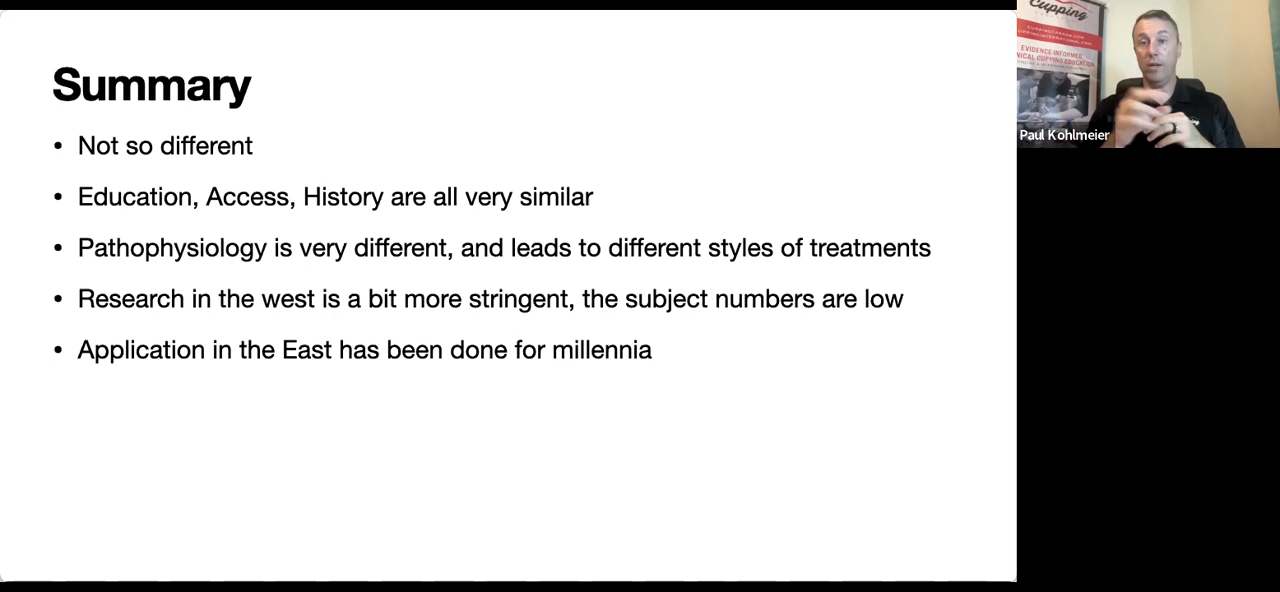 Summary
• Not so different
• Education, Access, History are all very similar
• Pathophysiology is very different, and leads to different styles of treatments
• Research in the west is a bit more stringent, the subject numbers are low
• Application in the East has been done for millennia
Cupping
EVIDENCE INFORMED
NICAL CUPPING EDUCATION
Paul Kohlmeier